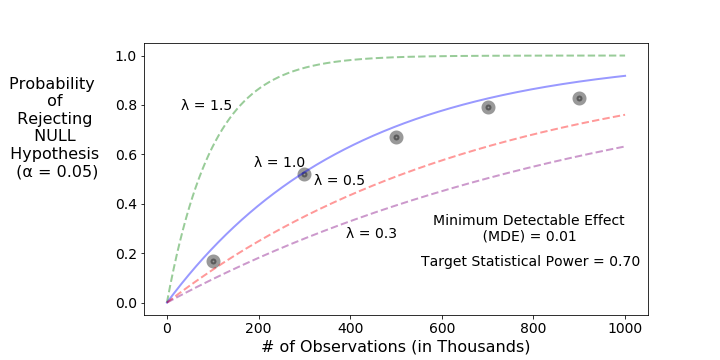 Probability
of
Rejecting
NULL
Hypothesis
(α = 0.05)
1.0
0.8
0.6
0.4
0.2
0.0
λ = 1.5
λ = 1.0
λ = 0.5
λ = 0.3
Minimum Detectable Effect
(MDE) = 0.01
Target Statistical Power = 0.70
0 200 400 600 800 1000
# of Observations (in Thousands)